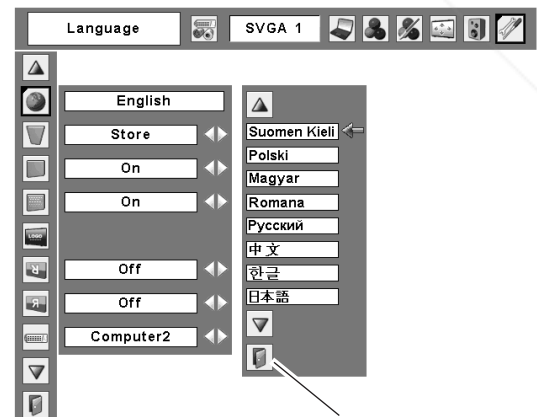 Language
SVGA 1
English
Store
On
On
Off
Off
Computer2
Suomen Kieli
Polski
Magyar
Romana
Русский
中文
한글
日本語
LOGO